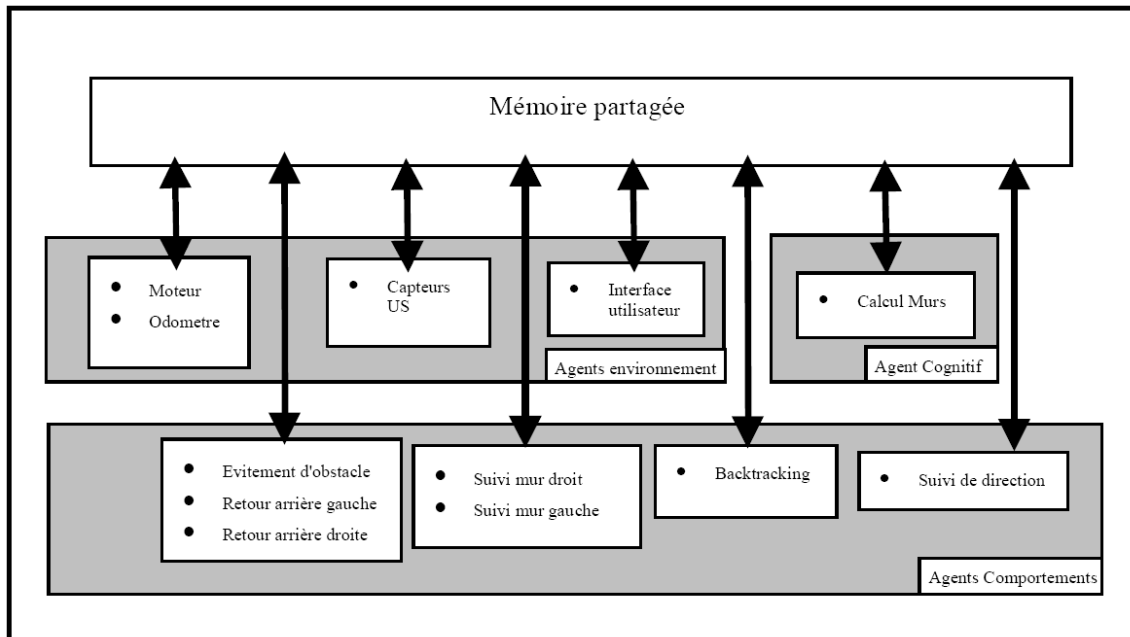 Mémoire partagée
• Moteur
• Odometre
• Capteurs
US
• Interface
utilisateur
Agents environnement
• Calcul Murs
Agent Cognitif
• Evitement d'obstacle
• Retour arrière gauche
• Retour arrière droite
• Suivi mur droit
• Suivi mur gauche
• Backtracking
• Suivi de direction
Agents Comportements